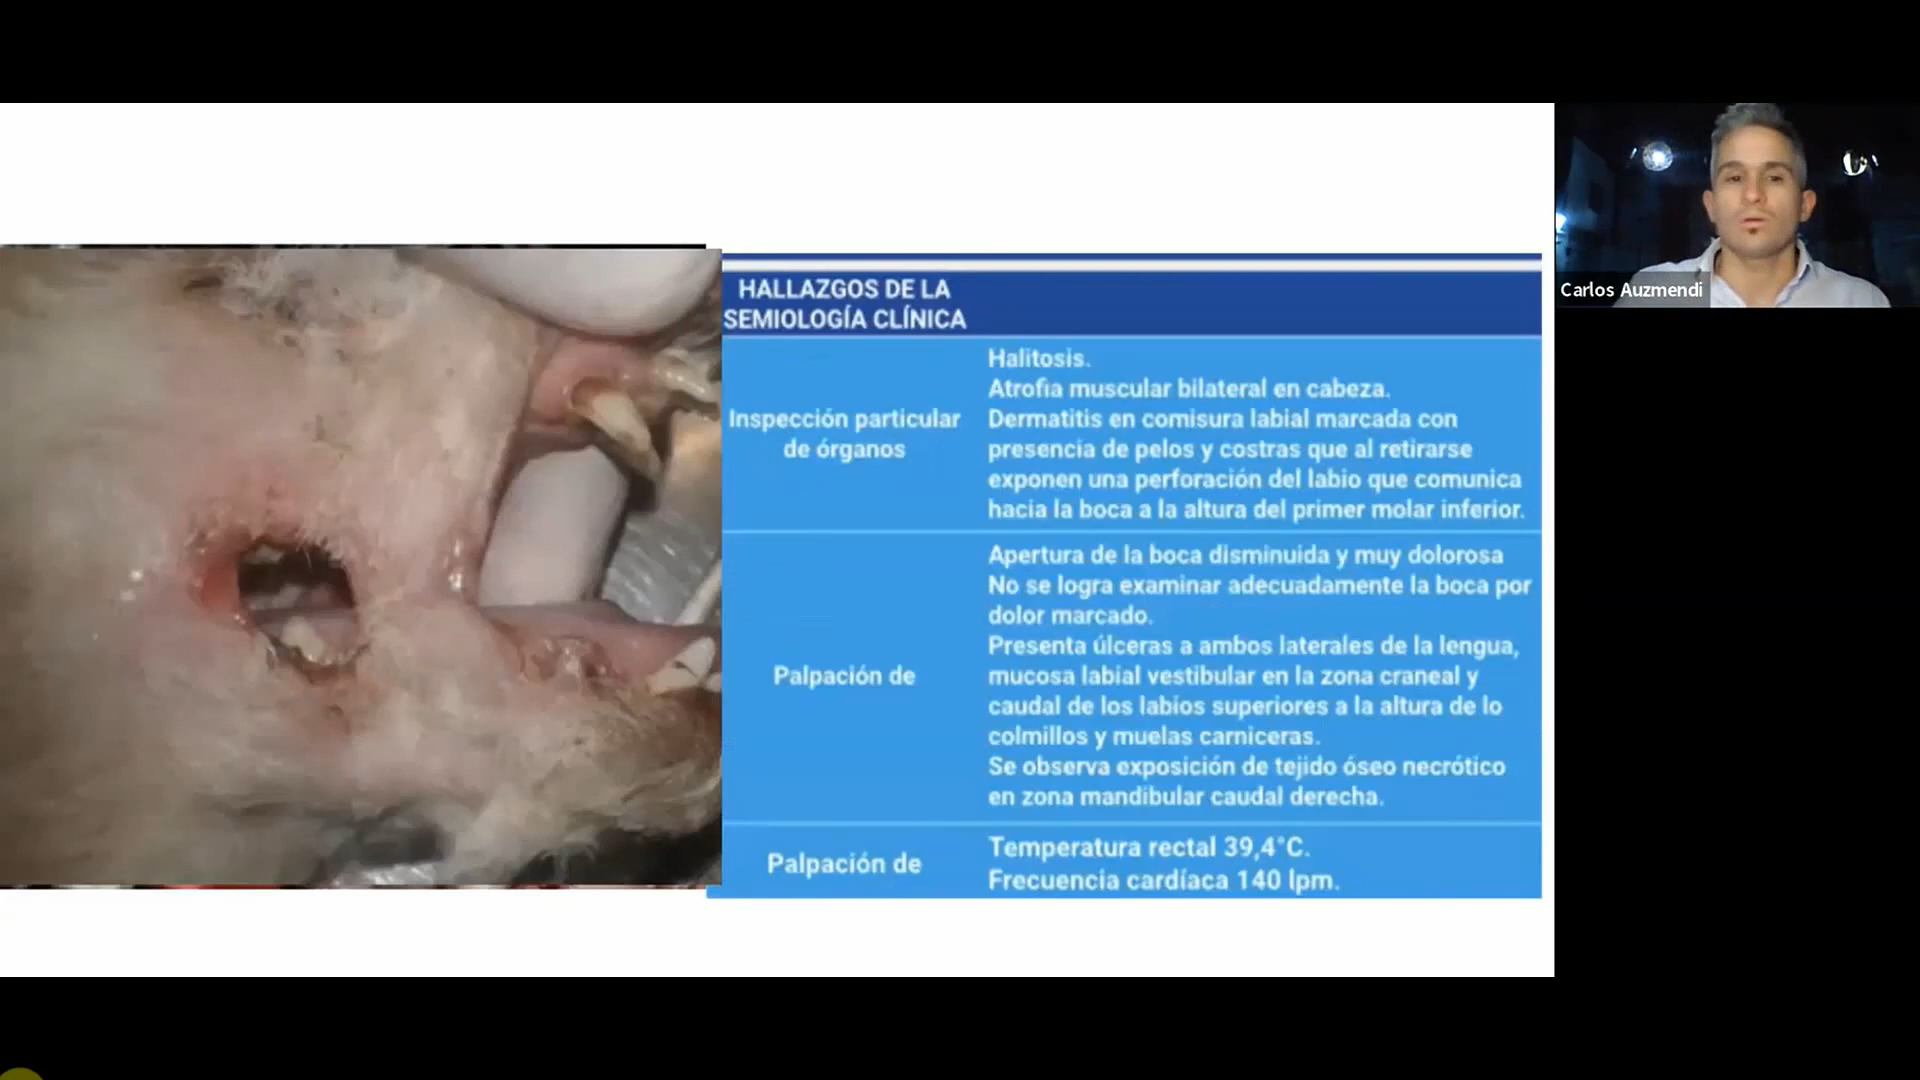 HALLAZGOS DE LA
SEMIOLOGÍA CLÍNICA
Inspección particular
de órganos
Halitosis.
Atrofia muscular bilateral en cabeza.
Dermatitis en comisura labial marcada con
presencia de pelos y costras que al retirarse
exponen una perforación del labio que comunica
hacia la boca a la altura del primer molar inferior.
Palpación de
Apertura de la boca disminuida y muy dolorosa
No se logra examinar adecuadamente la boca por
dolor marcado.
Presenta úlceras a ambos laterales de la lengua,
mucosa labial vestibular en la zona craneal y
caudal de los labios superiores a la altura de lo
colmillos y muelas carniceras.
Se observa exposición de tejido óseo necrótico
en zona mandibular caudal derecha.
Palpación de
Temperatura rectal 39,4°C.
Frecuencia cardíaca 140 lpm.
Carlos Auzmendi